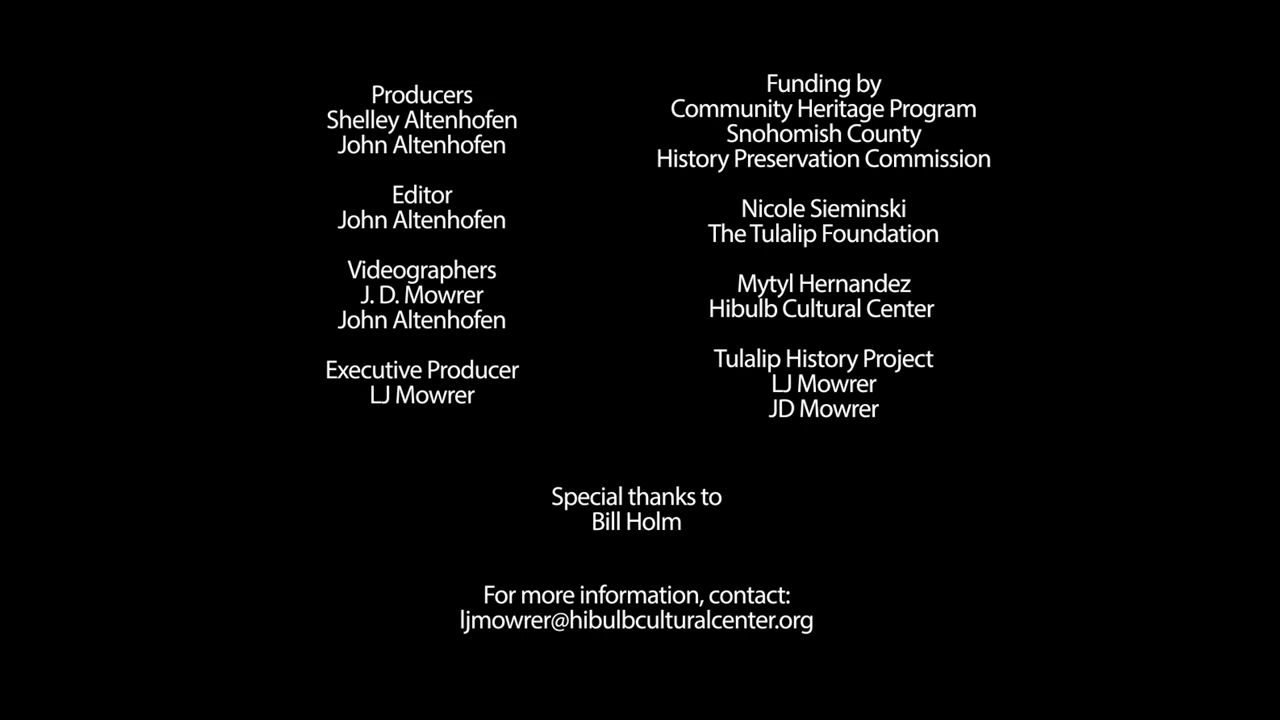 Producers
Shelley Altenhofen
John Altenhofen
Editor
John Altenhofen
Videographers
J. D. Mowrer
John Altenhofen
Executive Producer
LJ Mowrer
Funding by
Community Heritage Program
Snohomish County
History Preservation Commission
Nicole Sieminski
The Tulalip Foundation
Mytyl Hernandez
Hibulb Cultural Center
Tulalip History Project
LJ Mowrer
JD Mowrer
Special thanks to
Bill Holm
For more information, contact:
ljmowrer@hibulbculturalcenter.org